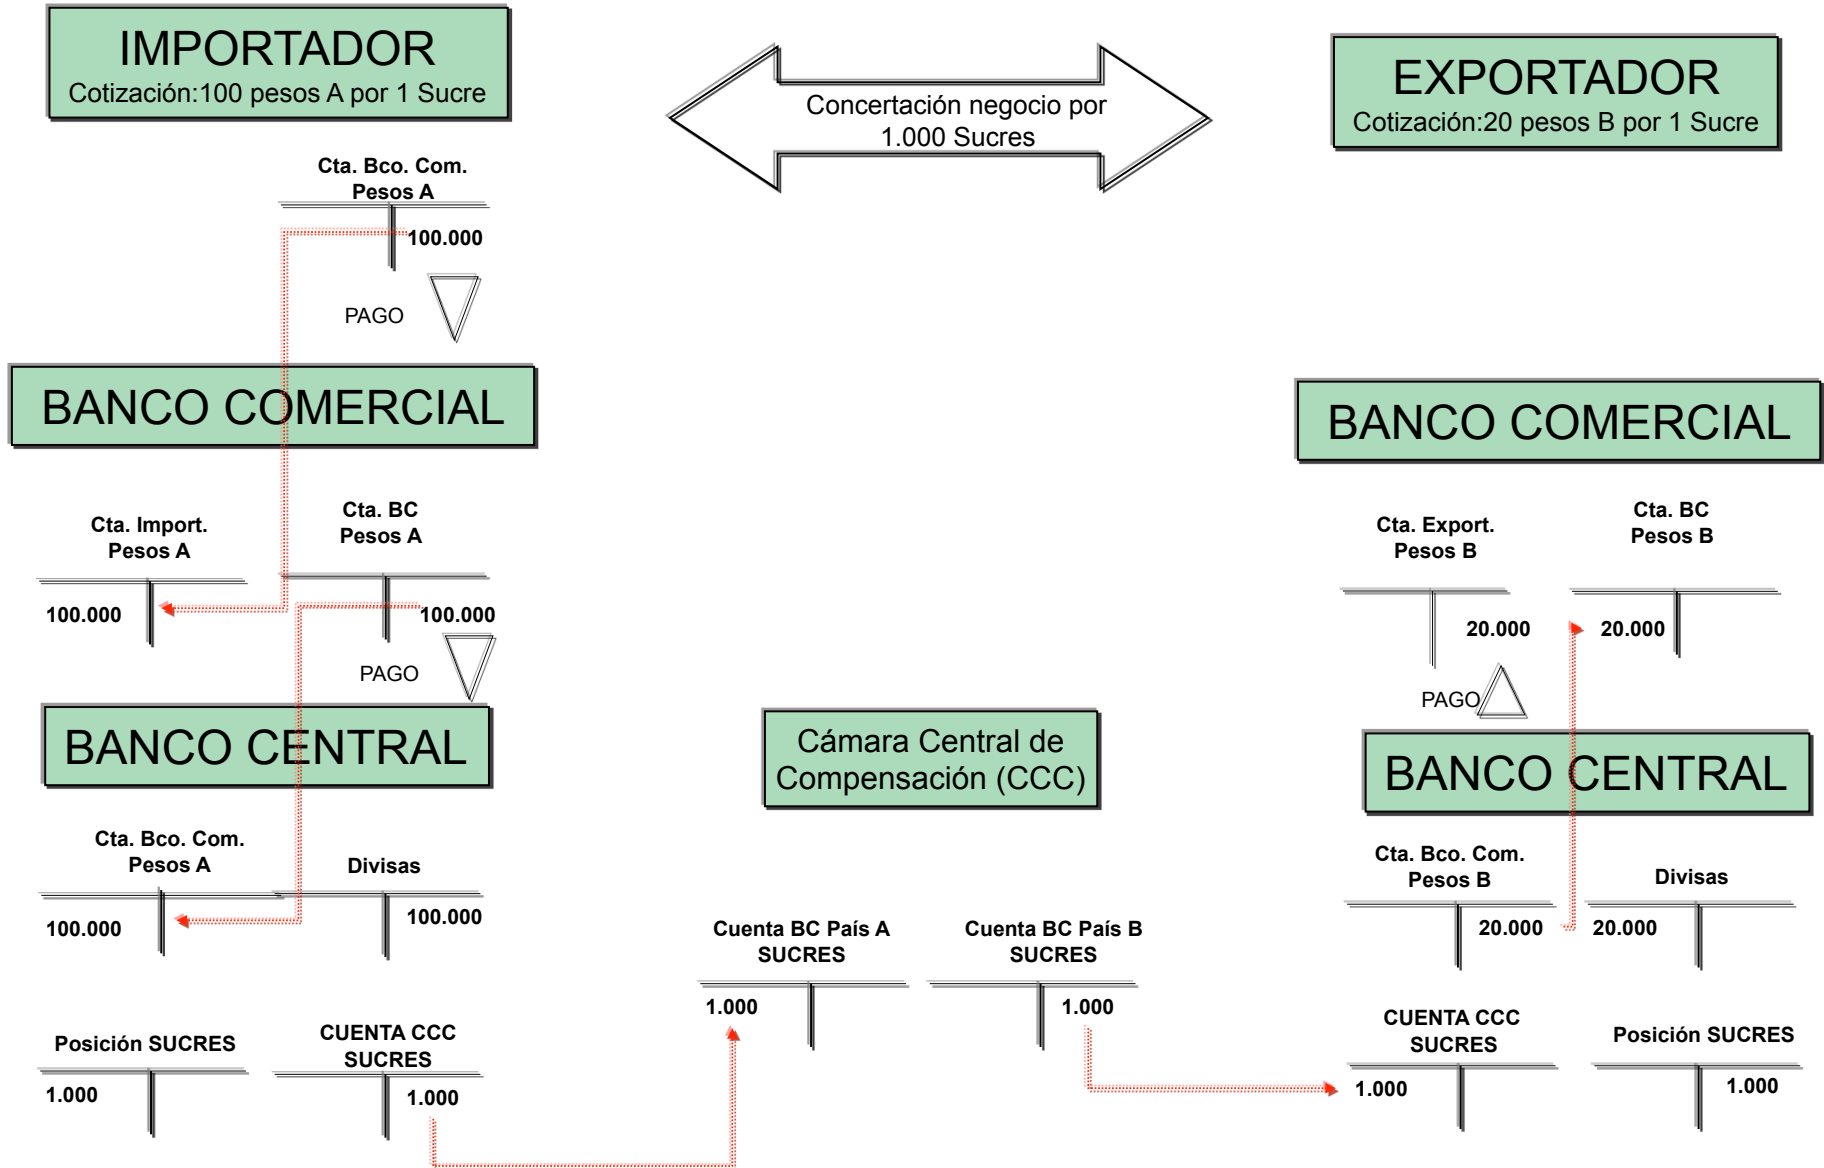 IMPORTADOR
Cotización:100 pesos A por 1 Sucre
Concertación negocio por
1.000 Sucres
EXPORTADOR
Cotización:20 pesos B por 1 Sucre
Cta. Bco. Com.
Pesos A
100.000
PAGO
BANCO COMERCIAL
Cta. Import.
Pesos A
100.000
Cta. BC
Pesos A
100.000
PAGO
BANCO CENTRAL
Cta. Bco. Com.
Pesos A
100.000
Divisas
100.000
Posición SUCRES
1.000
CUENTA CCC
SUCRES
1.000
Cámara Central de
Compensación (CCC)
Cuenta BC País A
SUCRES
1.000
Cuenta BC País B
SUCRES
1.000
BANCO COMERCIAL
Cta. Export.
Pesos B
20.000
Cta. BC
Pesos B
20.000
PAGO
BANCO CENTRAL
Cta. Bco. Com.
Pesos B
20.000
Divisas
20.000
CUENTA CCC
SUCRES
1.000
Posición SUCRES
1.000